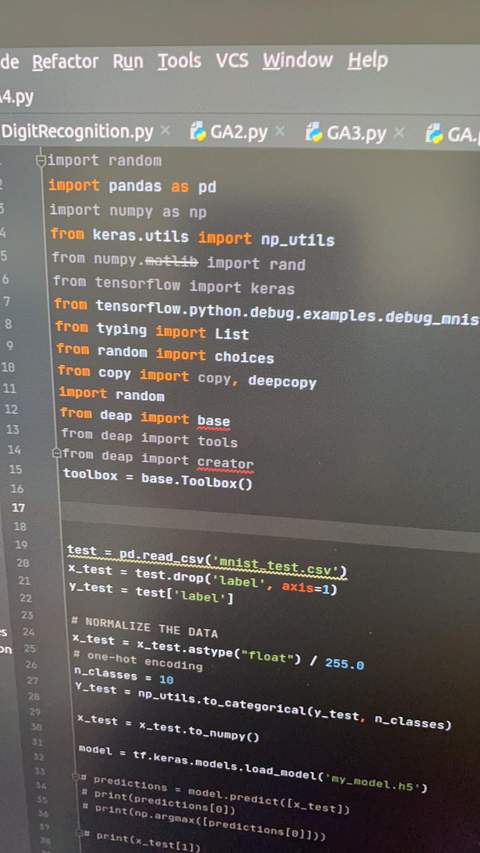 de Refactor Run Tools VCS Window Help
4.py
DigitRecognition.py × GA2.py × GA3.py × GA.
import random
2 import pandas as pd
3 import numpy as np
4 from keras.utils import np_utils
5 from numpy.matlib import rand
6 from tensorflow import keras
7 from tensorflow.python.debug.examples.debug_mnis
8 from typing import List
9 from random import choices
10 from copy import copy, deepcopy
11 import random
12 from deap import base
13 from deap import tools
14 from deap import creator
15 toolbox = base.Toolbox()
16
17
18
19 test = pd.read_csv('mnist_test.csv')
20 x_test = test.drop('label', axis=1)
21 y_test = test['label']
22
23 # NORMALIZE THE DATA
24 x_test = x_test.astype("float") / 255.0
25 # one-hot encoding
26 n_classes = 10
27 Y_test = np_utils.to_categorical(y_test, n_classes)
28
29 x_test = x_test.to_numpy()
30
31 model = tf.keras.models.load_model('my_model.h5')
32
33 # predictions = model.predict([x_test])
34 # print(predictions[0])
35 # print(np.argmax([predictions[0]]))
36
37 # print(x_test[1])
38
es
on